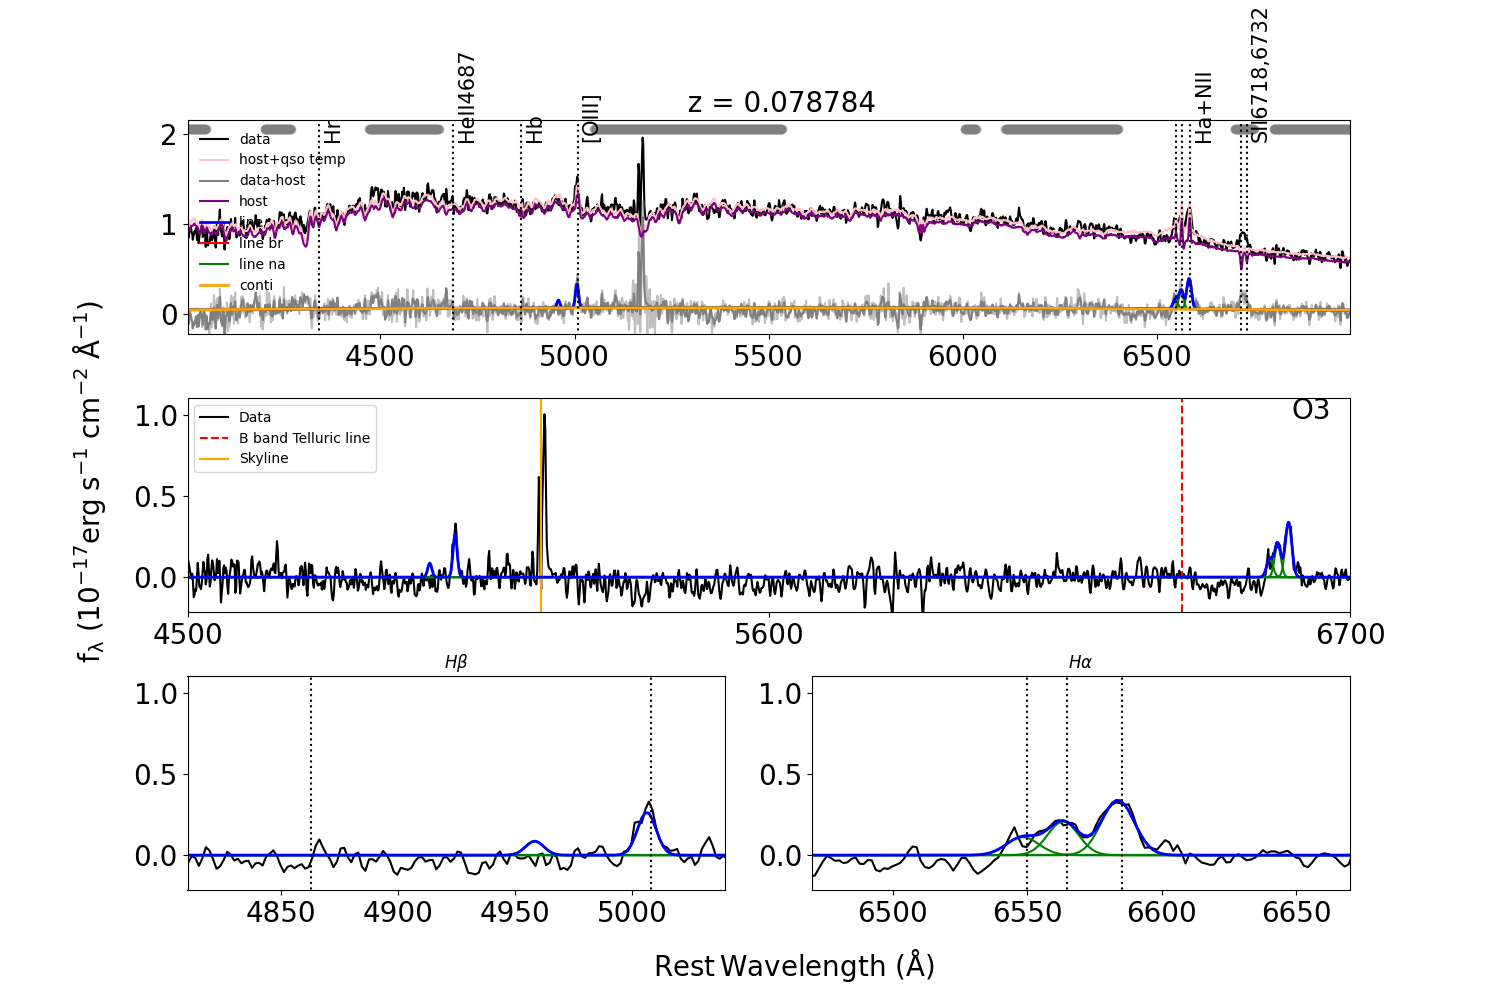 z = 0.078784
Hr
HeII4687
Hb
[OIII]
Ha+NII
SII6718,6732
data
host+qso temp
data-host
host
line
line br
line na
conti
2
1
0
4500 5000 5500 6000 6500
fλ (10⁻¹⁷erg s⁻¹ cm⁻² Å⁻¹)
O3
Data
B band Telluric line
Skyline
1.0
0.5
0.0
4500 5600 6700
Hβ
1.0
0.5
0.0
4850 4900 4950 5000
Hα
1.0
0.5
0.0
6500 6550 6600 6650
Rest Wavelength (Å)